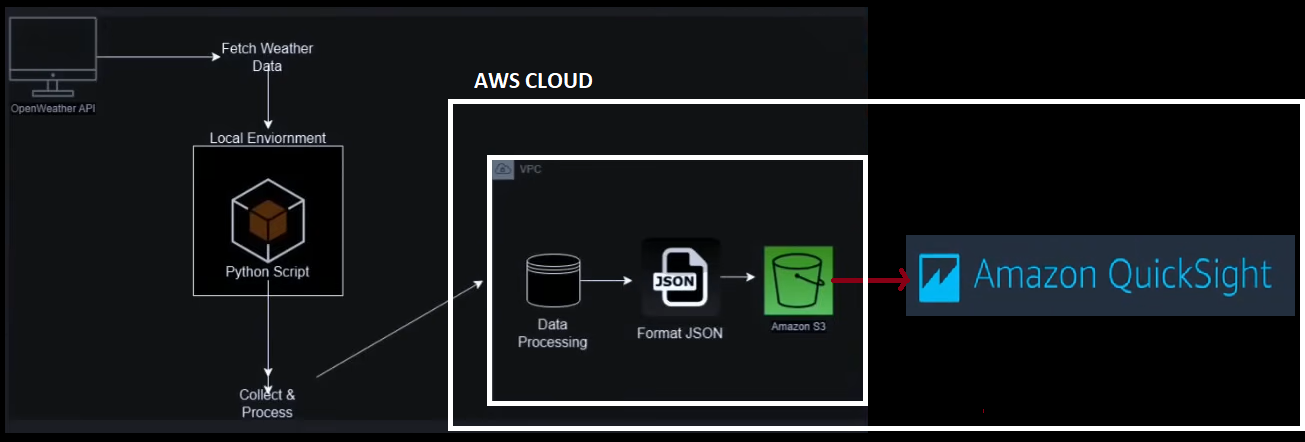 OpenWeather API
Fetch Weather
Data
Local Enviornment
Python Script
Collect &
Process
AWS CLOUD
VPC
Data
Processing
JSON
Format JSON
Amazon S3
Amazon QuickSight